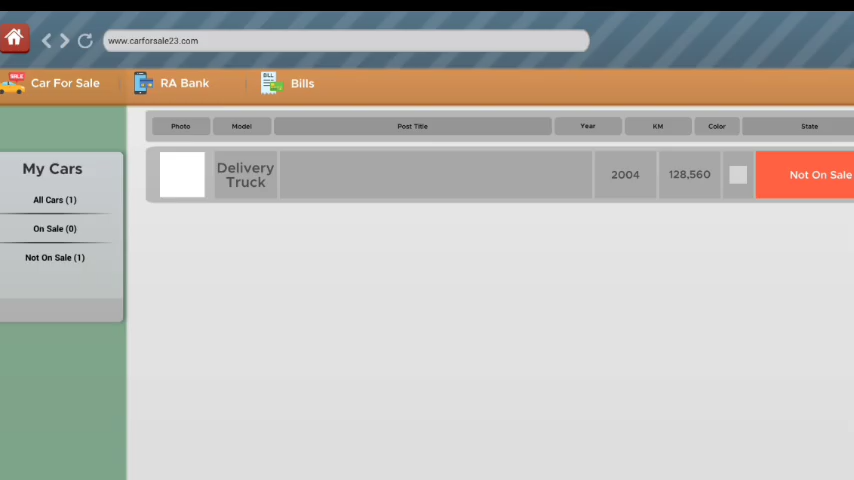 www.carforsale23.com
SALE
Car For Sale
RA Bank
BILL
Bills
Photo
Model
Post Title
Year
KM
Color
State
My Cars
All Cars (1)
On Sale (0)
Not On Sale (1)
Delivery
Truck
2004
128,560
Not On Sale